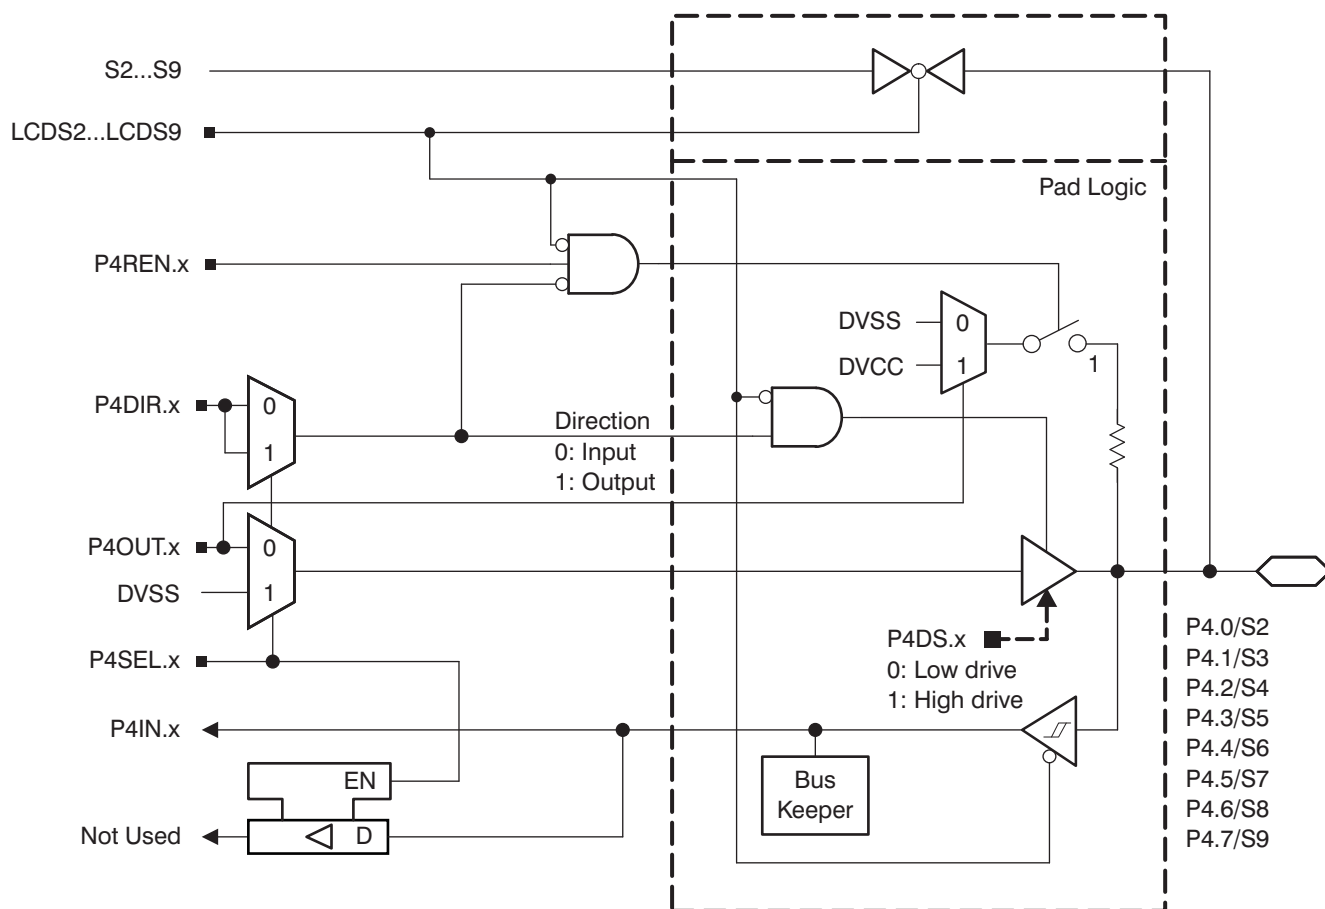 S2...S9
LCDS2...LCDS9
Pad Logic
P4REN.x
DVSS
0
DVCC
1
1
P4DIR.x
0
1
Direction
0: Input
1: Output
P4OUT.x
0
DVSS
1
P4DS.x
0: Low drive
1: High drive
P4SEL.x
P4IN.x
EN
Bus
Keeper
Not Used
D
P4.0/S2
P4.1/S3
P4.2/S4
P4.3/S5
P4.4/S6
P4.5/S7
P4.6/S8
P4.7/S9